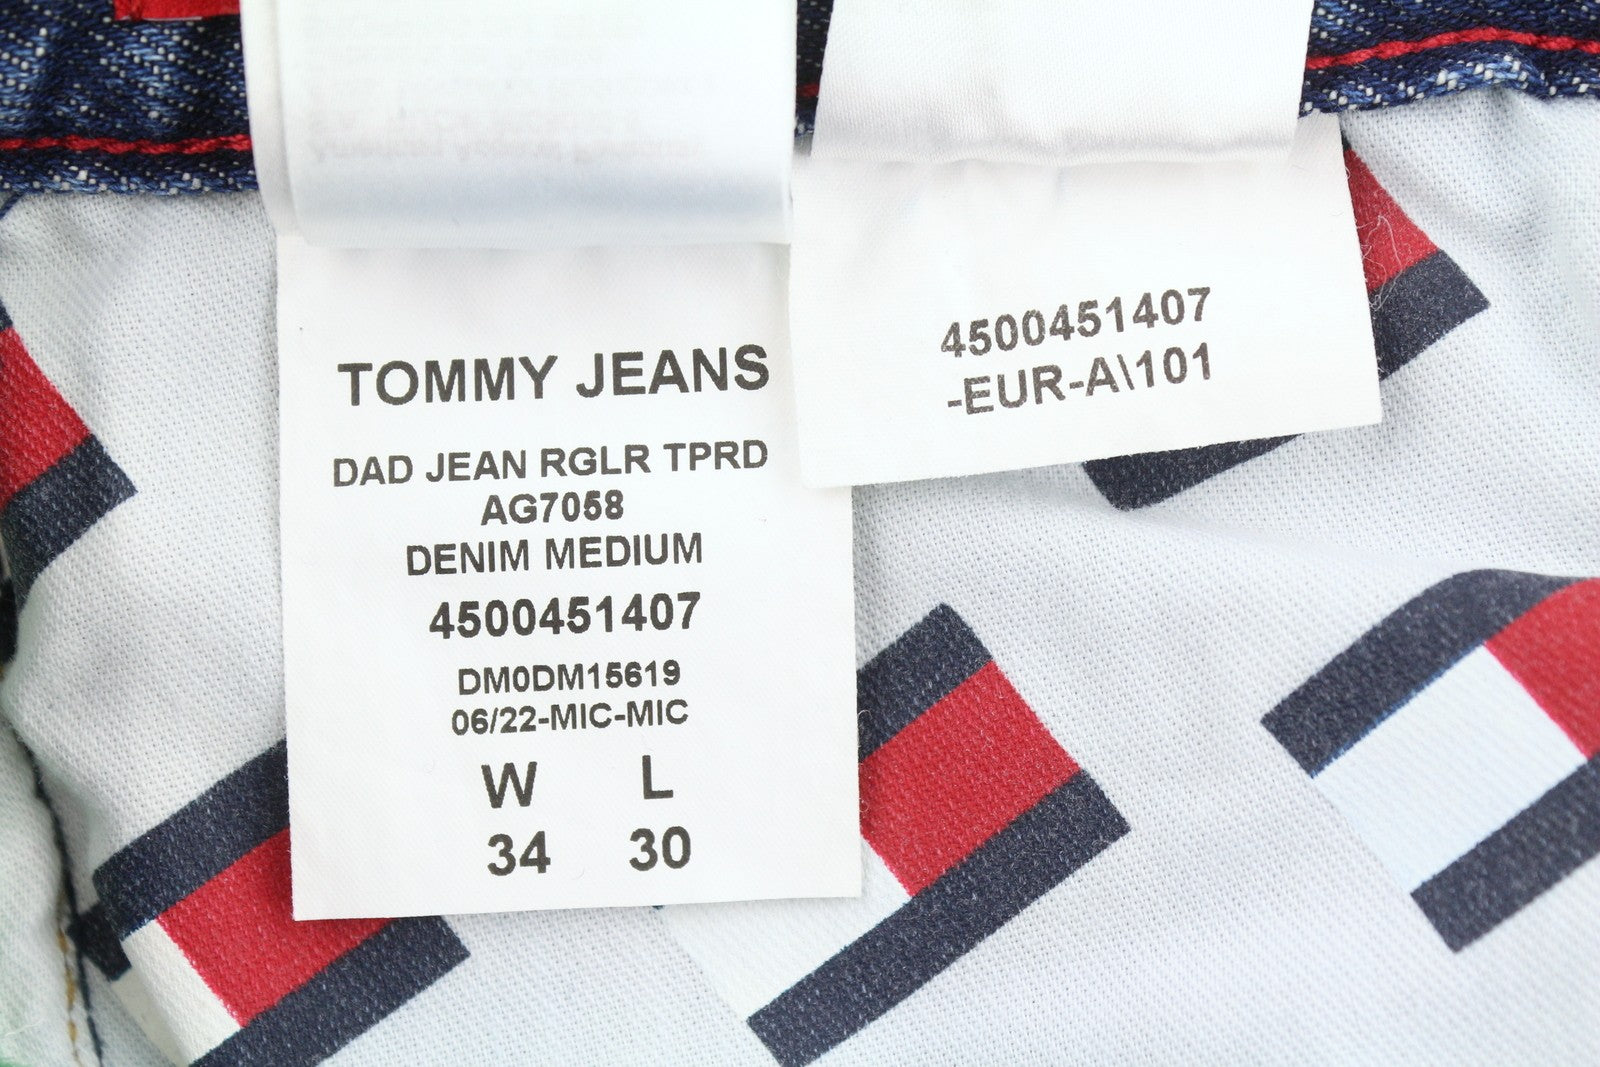 TOMMY JEANS
DAD JEAN RGLR TPRD
AG7058
DENIM MEDIUM
4500451407
DM0DM15619
06/22-MIC-MIC
W L
34 30
4500451407
-EUR-A\101